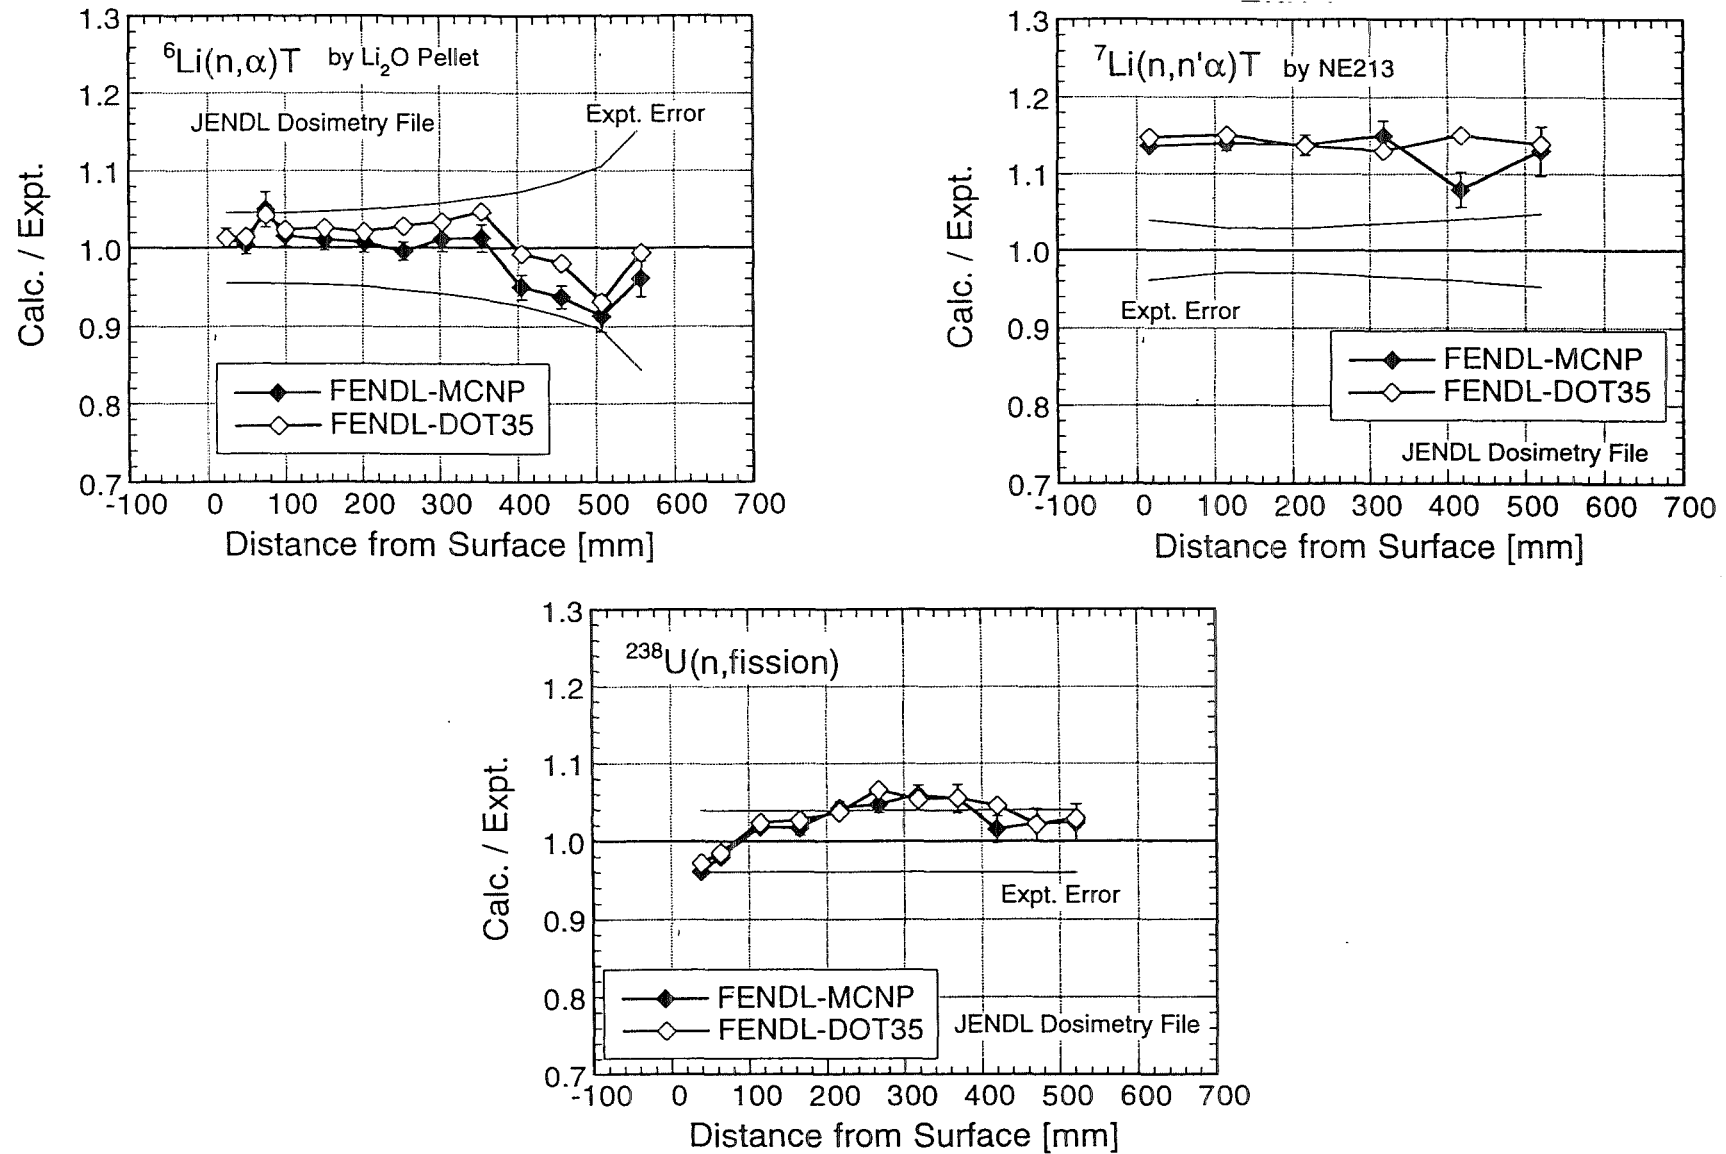 1.3
1.2
1.1
1.0
0.9
0.8
0.7
Calc. / Expt.
⁶Li(n,α)T by Li₂O Pellet
JENDL Dosimetry File
Expt. Error
FENDL-MCNP
FENDL-DOT35
-100 0 100 200 300 400 500 600 700
Distance from Surface [mm]
1.3
1.2
1.1
1.0
0.9
0.8
0.7
Calc. / Expt.
⁷Li(n,n'α)T by NE213
Expt. Error
FENDL-MCNP
FENDL-DOT35
JENDL Dosimetry File
-100 0 100 200 300 400 500 600 700
Distance from Surface [mm]
1.3
1.2
1.1
1.0
0.9
0.8
0.7
Calc. / Expt.
²³⁸U(n,fission)
Expt. Error
FENDL-MCNP
FENDL-DOT35
JENDL Dosimetry File
-100 0 100 200 300 400 500 600 700
Distance from Surface [mm]